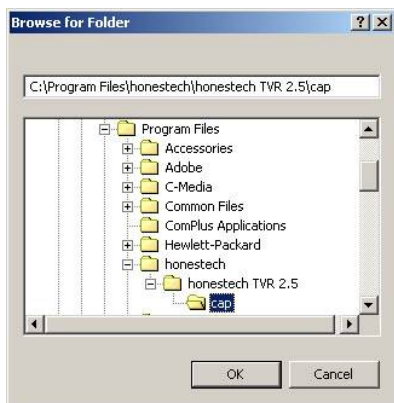 Browse for Folder
C:\Program Files\honestech\honestech TVR 2.5\cap
Program Files
Accessories
Adobe
C-Media
Common Files
ComPlus Applications
Hewlett-Packard
honestech
honestech TVR 2.5
cap
OK
Cancel